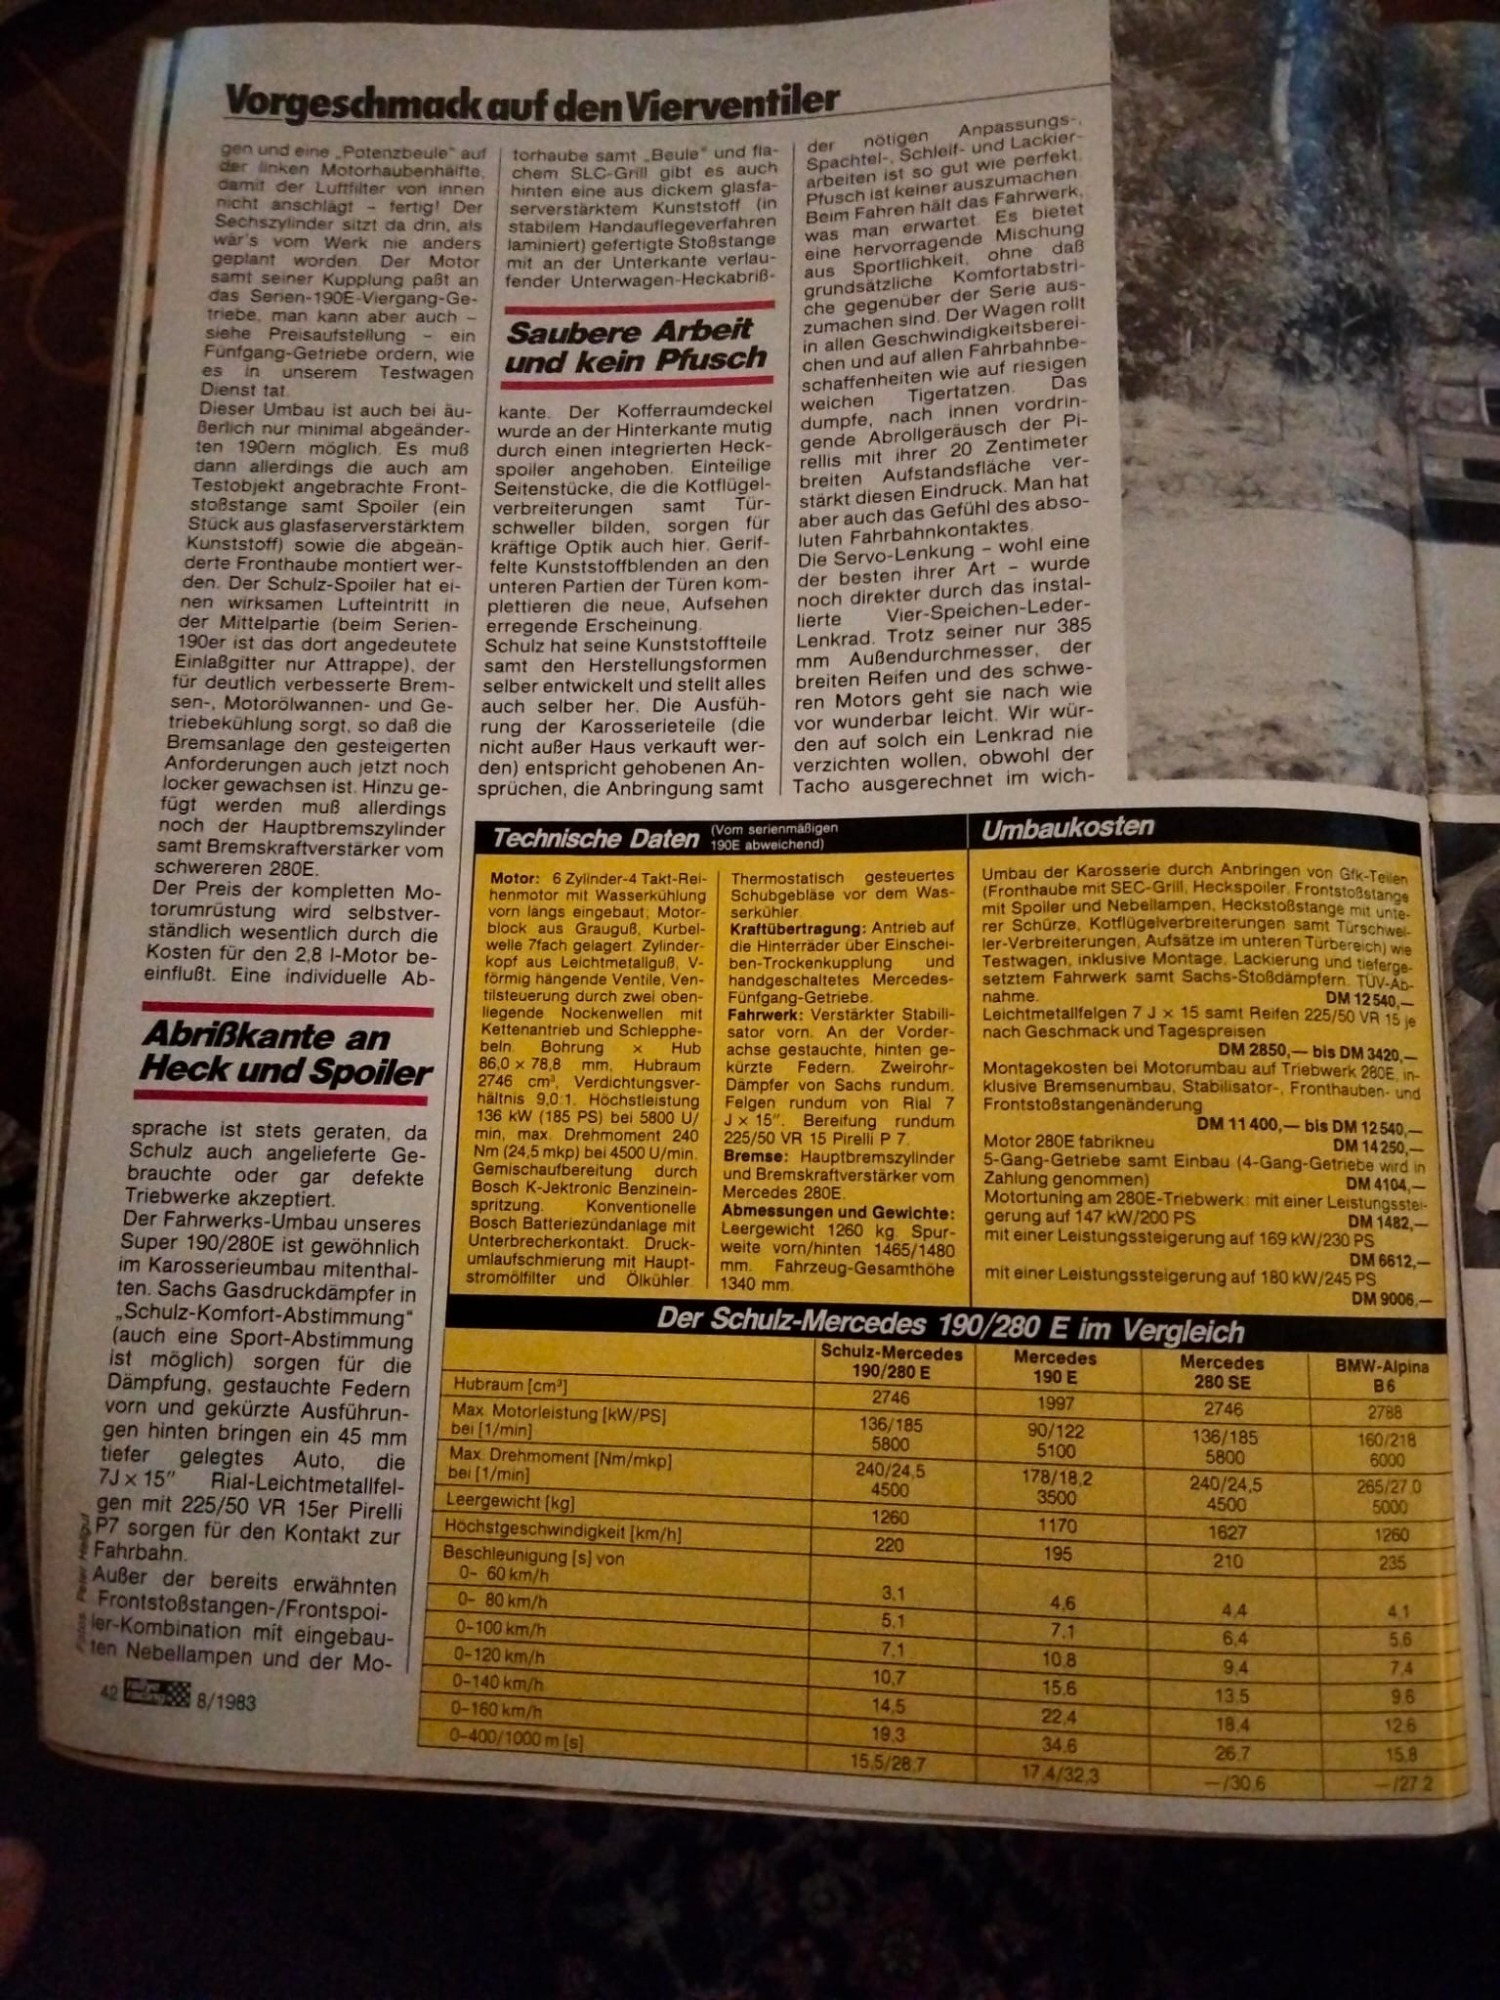 Vorgeschmack auf den Vierventiler
gen und eine „Potenzbeule" auf
der linken Motorhaubenhälfte,
damit der Luftfilter von innen
nicht anschlägt – fertig! Der
Sechszylinder sitzt da drin, als
wär's vom Werk nie anders
geplant worden. Der Motor
samt seiner Kupplung paßt an
das Serien-190E-Viergang-Ge-
triebe, man kann aber auch –
siehe Preisaufstellung – ein
Fünfgang-Getriebe ordern, wie
es in unserem Testwagen
Dienst tat.
Dieser Umbau ist auch bei äu-
ßerlich nur minimal abgeänder-
ten 190ern möglich. Es muß
dann allerdings die auch am
Testobjekt angebrachte Front-
stoßstange samt Spoiler (ein
Stück aus glasfaserverstärktem
Kunststoff) sowie die abgeän-
derte Fronthaube montiert wer-
den. Der Schulz-Spoiler hat ei-
nen wirksamen Lufteintritt in
der Mittelpartie (beim Serien-
190er ist das dort angedeutete
Einlaßgitter nur Attrappe), der
für deutlich verbesserte Brem-
sen-, Motorölwannen- und Ge-
triebekühlung sorgt, so daß die
Bremsanlage den gesteigerten
Anforderungen auch jetzt noch
locker gewachsen ist. Hinzu ge-
fügt werden muß allerdings
noch der Hauptbremszylinder
samt Bremskraftverstärker vom
schwereren 280E.
Der Preis der kompletten Mo-
torumrüstung wird selbstver-
ständlich wesentlich durch die
Kosten für den 2,8 l-Motor be-
einflußt. Eine individuelle Ab-
Abrißkante an
Heck und Spoiler
sprache ist stets geraten, da
Schulz auch angelieferte Ge-
brauchte oder gar defekte
Triebwerke akzeptiert.
Der Fahrwerks-Umbau unseres
Super 190/280E ist gewöhnlich
im Karosserieumbau mitenthal-
ten. Sachs Gasdruckdämpfer in
„Schulz-Komfort-Abstimmung"
(auch eine Sport-Abstimmung
ist möglich) sorgen für die
Dämpfung, gestauchte Federn
vorn und gekürzte Ausführun-
gen hinten bringen ein 45 mm
tiefer gelegtes Auto, die
7J × 15" Rial-Leichtmetallfel-
gen mit 225/50 VR 15er Pirelli
P7 sorgen für den Kontakt zur
Fahrbahn.
Außer der bereits erwähnten
Frontstoßstangen-/Frontspoi-
ler-Kombination mit eingebau-
ten Nebellampen und der Mo-
torhaube samt „Beule" und fla-
chem SLC-Grill gibt es auch
hinten eine aus dickem glasfa-
serverstärktem Kunststoff (in
stabilem Handauflegeverfahren
laminiert) gefertigte Stoßstange
mit an der Unterkante verlau-
fender Unterwagen-Heckabriß-
Saubere Arbeit
und kein Pfusch
kante. Der Kofferraumdeckel
wurde an der Hinterkante mutig
durch einen integrierten Heck-
spoiler angehoben. Einteilige
Seitenstücke, die die Kotflügel-
verbreiterungen samt Tür-
schweller bilden, sorgen für
kräftige Optik auch hier. Gerif-
felte Kunststoffblenden an den
unteren Partien der Türen kom-
plettieren die neue, Aufsehen
erregende Erscheinung.
Schulz hat seine Kunststoffteile
samt den Herstellungsformen
selber entwickelt und stellt alles
auch selber her. Die Ausfüh-
rung der Karosserieteile (die
nicht außer Haus verkauft wer-
den) entspricht gehobenen An-
sprüchen, die Anbringung samt
der nötigen Anpassungs-,
Spachtel-, Schleif- und Lackier-
arbeiten ist so gut wie perfekt.
Pfusch ist keiner auszumachen.
Beim Fahren hält das Fahrwerk,
was man erwartet. Es bietet
eine hervorragende Mischung
aus Sportlichkeit, ohne daß
grundsätzliche Komfortabstri-
che gegenüber der Serie aus-
zumachen sind. Der Wagen rollt
in allen Geschwindigkeitsberei-
chen und auf allen Fahrbahnbe-
schaffenheiten wie auf riesigen
weichen Tigertatzen. Das
dumpfe, nach innen vordrin-
gende Abrollgeräusch der Pi-
rellis mit ihrer 20 Zentimeter
breiten Aufstandsfläche ver-
stärkt diesen Eindruck. Man hat
aber auch das Gefühl des abso-
luten Fahrbahnkontaktes.
Die Servo-Lenkung – wohl eine
der besten ihrer Art – wurde
noch direkter durch das instal-
lierte Vier-Speichen-Leder-
Lenkrad. Trotz seiner nur 385
mm Außendurchmesser, der
breiten Reifen und des schwe-
ren Motors geht sie nach wie
vor wunderbar leicht. Wir wür-
den auf solch ein Lenkrad nie
verzichten wollen, obwohl der
Tacho ausgerechnet im wich-
Technische Daten (Vom serienmäßigen
190E abweichend)
Motor: 6 Zylinder-4 Takt-Rei-
henmotor mit Wasserkühlung
vorn längs eingebaut; Motor-
block aus Grauguß, Kurbel-
welle 7fach gelagert. Zylinder-
kopf aus Leichtmetallguß, V-
förmig hängende Ventile, Ven-
tilsteuerung durch zwei oben-
liegende Nockenwellen mit
Kettenantrieb und Schlepphe-
beln. Bohrung × Hub
86,0 × 78,8 mm, Hubraum
2746 cm³, Verdichtungsver-
hältnis 9,0:1. Höchstleistung
136 kW (185 PS) bei 5800 U/
min, max. Drehmoment 240
Nm (24,5 mkp) bei 4500 U/min.
Gemischaufbereitung durch
Bosch K-Jektronic Benzinein-
spritzung. Konventionelle
Bosch Batteriezündanlage mit
Unterbrecherkontakt. Druck-
umlaufschmierung mit Haupt-
stromölfilter und Ölkühler.
Thermostatisch gesteuertes
Schubgebläse vor dem Was-
serkühler.
Kraftübertragung: Antrieb auf
die Hinterräder über Einschei-
ben-Trockenkupplung und
handgeschaltetes Mercedes-
Fünfgang-Getriebe.
Fahrwerk: Verstärkter Stabili-
sator vorn. An der Vorder-
achse gestauchte, hinten ge-
kürzte Federn. Zweirohr-
Dämpfer von Sachs rundum.
Felgen rundum von Rial 7
J × 15". Bereifung rundum
225/50 VR 15 Pirelli P 7.
Bremse: Hauptbremszylinder
und Bremskraftverstärker vom
Mercedes 280E.
Abmessungen und Gewichte:
Leergewicht 1260 kg. Spur-
weite vorn/hinten 1465/1480
mm. Fahrzeug-Gesamthöhe
1340 mm.
Umbaukosten
Umbau der Karosserie durch Anbringen von Gfk-Teilen
(Fronthaube mit SEC-Grill, Heckspoiler, Frontstoßstange
mit Spoiler und Nebellampen, Heckstoßstange mit unte-
rer Schürze, Kotflügelverbreiterungen samt Türschwel-
ler-Verbreiterungen, Aufsätze im unteren Türbereich) wie
Testwagen, inklusive Montage, Lackierung und tieferge-
setztem Fahrwerk samt Sachs-Stoßdämpfern. TÜV-Ab-
nahme. DM 12 540,—
Leichtmetallfelgen 7 J × 15 samt Reifen 225/50 VR 15 je
nach Geschmack und Tagespreisen
DM 2850,— bis DM 3420,—
Montagekosten bei Motorumbau auf Triebwerk 280E, in-
klusive Bremsenumbau, Stabilisator-, Fronthauben- und
Frontstoßstangenänderung
DM 11 400,— bis DM 12 540,—
Motor 280E fabrikneu DM 14 250,—
5-Gang-Getriebe samt Einbau (4-Gang-Getriebe wird in
Zahlung genommen) DM 4104,—
Motortuning am 280E-Triebwerk: mit einer Leistungsstei-
gerung auf 147 kW/200 PS DM 1482,—
mit einer Leistungssteigerung auf 169 kW/230 PS
DM 6612,—
mit einer Leistungssteigerung auf 180 kW/245 PS
DM 9006,—
Der Schulz-Mercedes 190/280 E im Vergleich
Schulz-Mercedes 190/280 E Mercedes 190 E Mercedes 280 SE BMW-Alpina B6
Hubraum [cm³] 2746 1997 2746 2788
Max. Motorleistung [kW/PS] 136/185 90/122 136/185 160/218
bei [1/min] 5800 5100 5800 6000
Max. Drehmoment [Nm/mkp] 240/24,5 178/18,2 240/24,5 265/27,0
bei [1/min] 4500 3500 4500 5000
Leergewicht [kg] 1260 1170 1627 1260
Höchstgeschwindigkeit [km/h] 220 195 210 235
Beschleunigung [s] von
0– 60 km/h 3,1 4,6 4,4 4,1
0– 80 km/h 5,1 7,1 6,4 5,6
0–100 km/h 7,1 10,8 9,4 7,4
0–120 km/h 10,7 15,6 13,5 9,6
0–140 km/h 14,5 22,4 18,4 12,6
0–160 km/h 19,3 34,6 26,7 15,8
0–400/1000 m [s] 15,5/28,7 17,4/32,3 —/30,6 —/27,2
42 8/1983